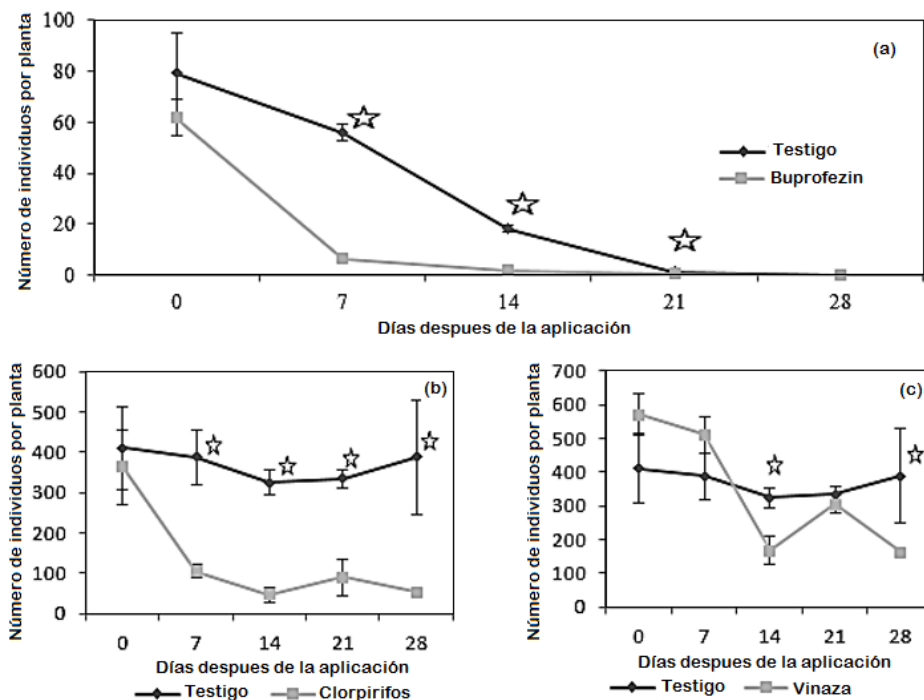 Número de individuos por planta
100
80
60
40
20
0
(a)
Testigo
Buprofezin
0 7 14 21 28
Días despues de la aplicación
Número de individuos por planta
600
500
400
300
200
100
0
(b)
0 7 14 21 28
Días despues de la aplicación
Testigo Clorpirifos
Número de individuos por planta
700
600
500
400
300
200
100
0
(c)
0 7 14 21 28
Días despues de la aplicación
Testigo Vinaza